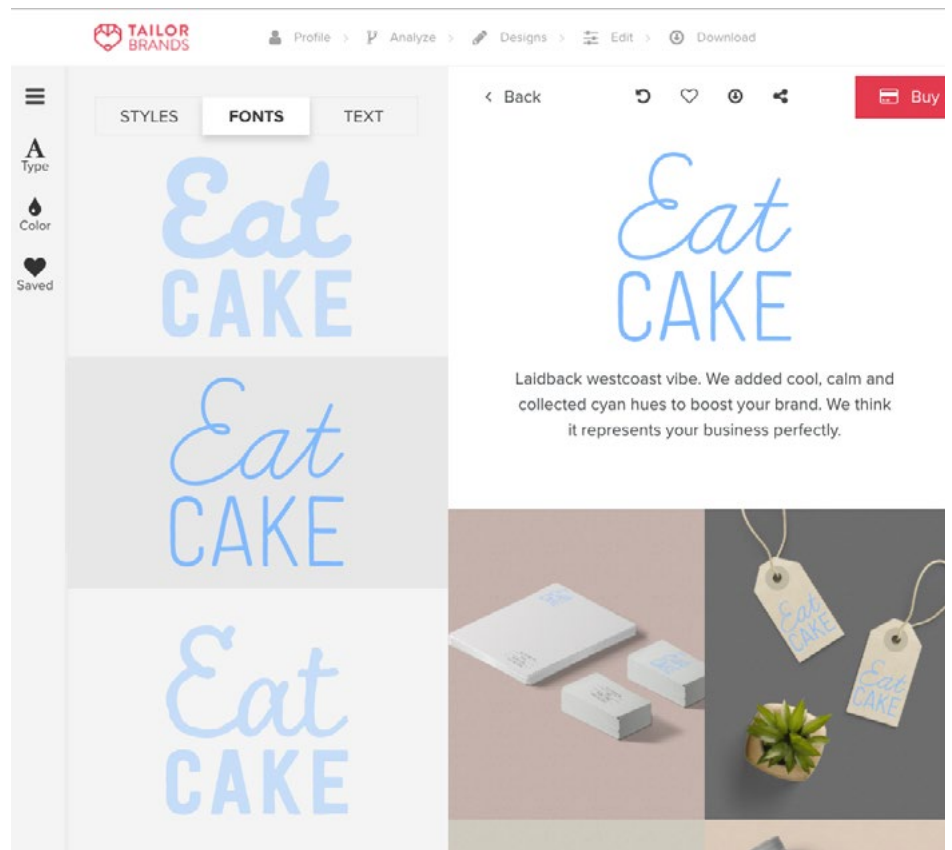 TAILOR
BRANDS
Profile > Analyze > Designs > Edit > Download
Type
Color
Saved
STYLES FONTS TEXT
Eat
CAKE
Eat
CAKE
Eat
CAKE
< Back
Buy
Eat
CAKE
Laidback westcoast vibe. We added cool, calm and
collected cyan hues to boost your brand. We think
it represents your business perfectly.
Eat
CAKE
Eat
CAKE